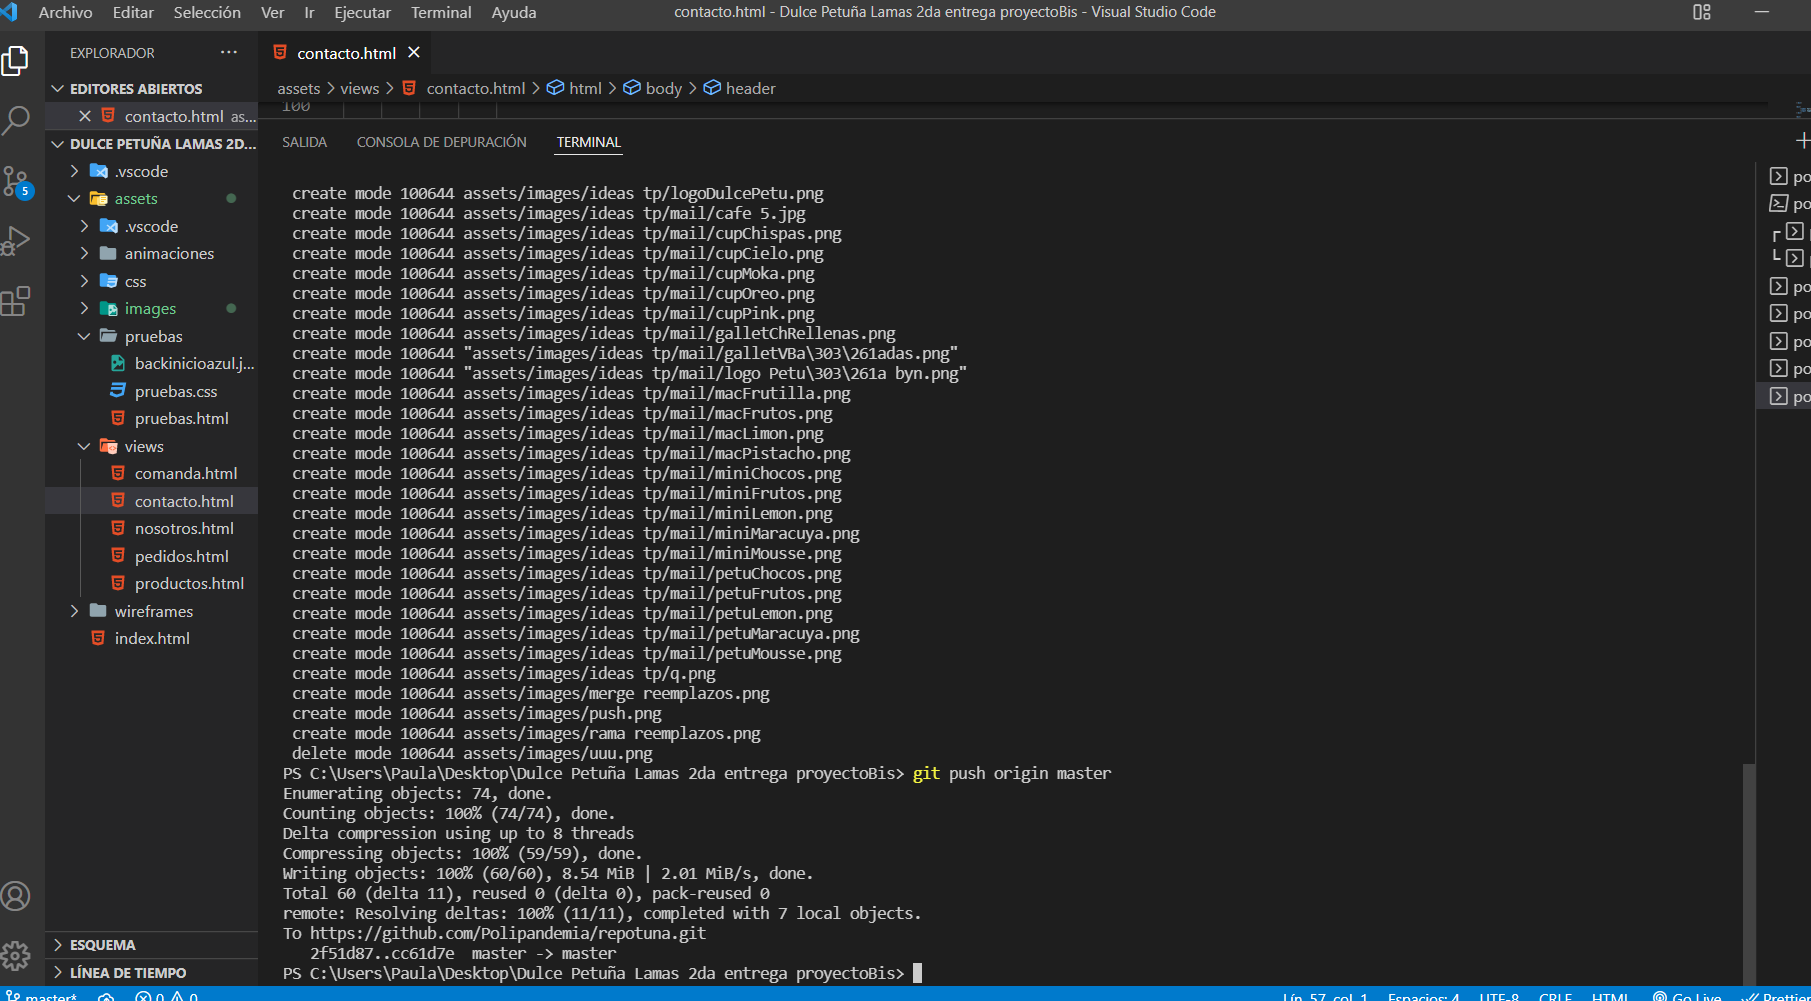 Archivo Editar Selección Ver Ir Ejecutar Terminal Ayuda
contacto.html - Dulce Petuña Lamas 2da entrega proyectoBis - Visual Studio Code
EXPLORADOR ···
EDITORES ABIERTOS
contacto.html as...
DULCE PETUÑA LAMAS 2D...
.vscode
assets
.vscode
animaciones
css
images
pruebas
backinicioazul.j...
pruebas.css
pruebas.html
views
comanda.html
contacto.html
nosotros.html
pedidos.html
productos.html
wireframes
index.html
ESQUEMA
LÍNEA DE TIEMPO
5
contacto.html
assets > views > contacto.html > html > body > header
100
SALIDA CONSOLA DE DEPURACIÓN TERMINAL
create mode 100644 assets/images/ideas tp/logoDulcePetu.png
create mode 100644 assets/images/ideas tp/mail/cafe 5.jpg
create mode 100644 assets/images/ideas tp/mail/cupChispas.png
create mode 100644 assets/images/ideas tp/mail/cupCielo.png
create mode 100644 assets/images/ideas tp/mail/cupMoka.png
create mode 100644 assets/images/ideas tp/mail/cupOreo.png
create mode 100644 assets/images/ideas tp/mail/cupPink.png
create mode 100644 assets/images/ideas tp/mail/galletChRellenas.png
create mode 100644 "assets/images/ideas tp/mail/galletVBa\303\261adas.png"
create mode 100644 "assets/images/ideas tp/mail/logo Petu\303\261a byn.png"
create mode 100644 assets/images/ideas tp/mail/macFrutilla.png
create mode 100644 assets/images/ideas tp/mail/macFrutos.png
create mode 100644 assets/images/ideas tp/mail/macLimon.png
create mode 100644 assets/images/ideas tp/mail/macPistacho.png
create mode 100644 assets/images/ideas tp/mail/miniChocos.png
create mode 100644 assets/images/ideas tp/mail/miniFrutos.png
create mode 100644 assets/images/ideas tp/mail/miniLemon.png
create mode 100644 assets/images/ideas tp/mail/miniMaracuya.png
create mode 100644 assets/images/ideas tp/mail/miniMousse.png
create mode 100644 assets/images/ideas tp/mail/petuChocos.png
create mode 100644 assets/images/ideas tp/mail/petuFrutos.png
create mode 100644 assets/images/ideas tp/mail/petuLemon.png
create mode 100644 assets/images/ideas tp/mail/petuMaracuya.png
create mode 100644 assets/images/ideas tp/mail/petuMousse.png
create mode 100644 assets/images/ideas tp/q.png
create mode 100644 assets/images/merge reemplazos.png
create mode 100644 assets/images/push.png
create mode 100644 assets/images/rama reemplazos.png
delete mode 100644 assets/images/uuu.png
PS C:\Users\Paula\Desktop\Dulce Petuña Lamas 2da entrega proyectoBis> git push origin master
Enumerating objects: 74, done.
Counting objects: 100% (74/74), done.
Delta compression using up to 8 threads
Compressing objects: 100% (59/59), done.
Writing objects: 100% (60/60), 8.54 MiB | 2.01 MiB/s, done.
Total 60 (delta 11), reused 0 (delta 0), pack-reused 0
remote: Resolving deltas: 100% (11/11), completed with 7 local objects.
To https://github.com/Polipandemia/repotuna.git
2f51d87..cc61d7e master -> master
PS C:\Users\Paula\Desktop\Dulce Petuña Lamas 2da entrega proyectoBis>
po
po
po
po
po
po
po
master* 0 0
Lín. 57, col. 1 Espacios: 4 UTF-8 CRLF HTML Go Live Prettier